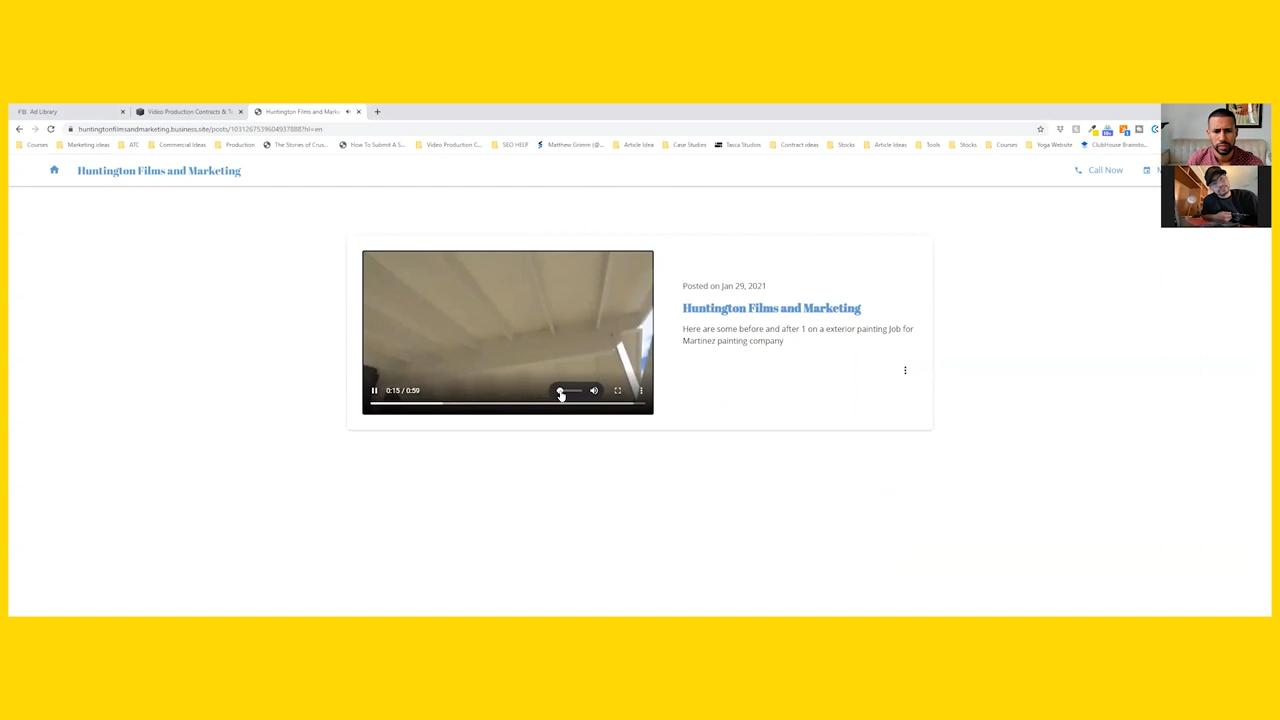 Ad Library
Video Production Contracts & Te
Huntington Films and Marke
huntingtonfilmsandmarketing.business.site/posts/1031267539604937888?hl=en
Courses Marketing ideas ATC Commercial Ideas Production The Stories of Crus... How To Submit A S... Video Production C... SEO HELP Matthew Grimm (@... Article Idea Case Studies Tasca Studios Contract ideas Stocks Article Ideas Tools Stocks Courses Yoga Website ClubHouse Brainsto...
Huntington Films and Marketing
Call Now
M
Posted on Jan 29, 2021
Huntington Films and Marketing
Here are some before and after 1 on a exterior painting Job for
Martinez painting company
0:15 / 0:59